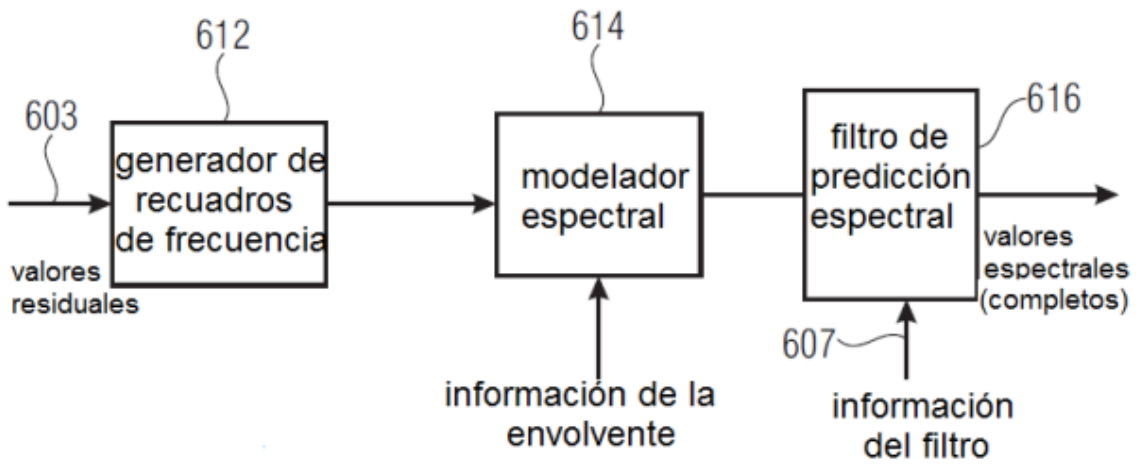 612
614
616
603
generador de
recuadros
de frecuencia
modelador
espectral
filtro de
predicción
espectral
valores
residuales
valores
espectrales
(completos)
607
información de la
envolvente
información
del filtro